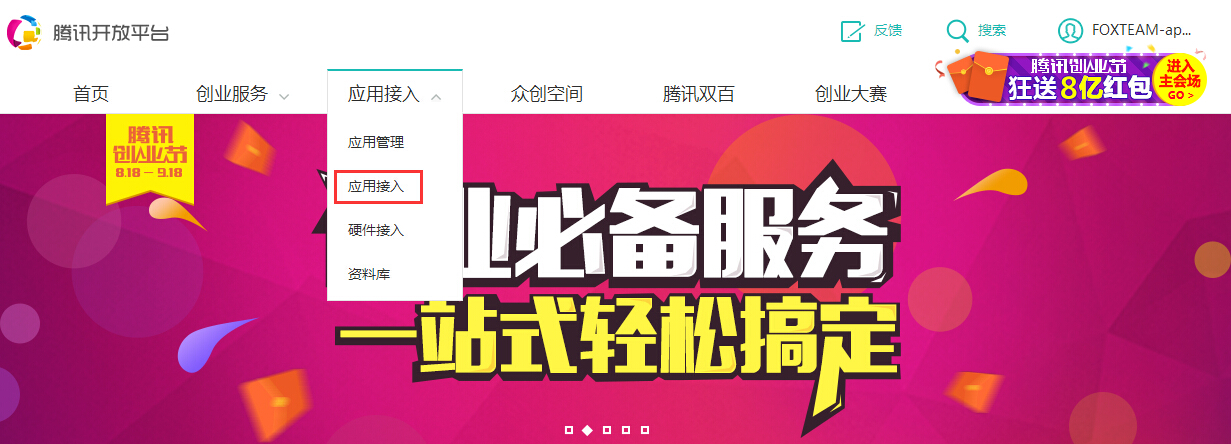 腾讯开放平台
反馈
搜索
FOXTEAM-ap...
首页
创业服务
应用接入
众创空间
腾讯双百
创业大赛
腾讯创业节
狂送8亿红包
进入
主会场
GO >
应用管理
应用接入
硬件接入
资料库
腾讯
创业节
8.18 — 9.18
业必备服务
一站式轻松搞定